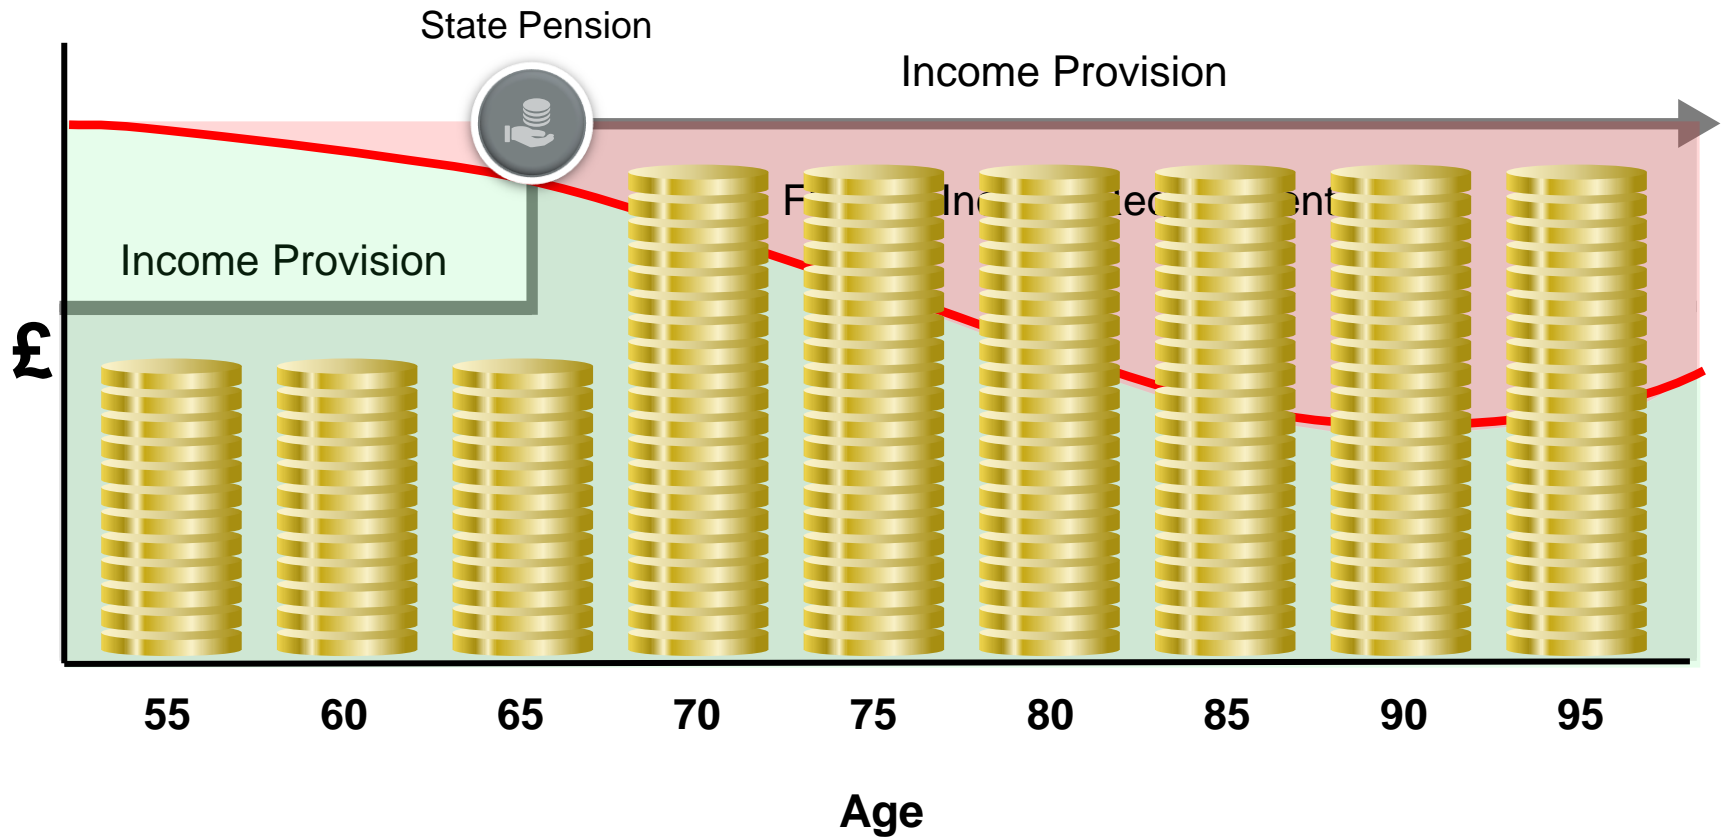 State Pension
Income Provision
Income Provision
£
55 60 65 70 75 80 85 90 95
Age